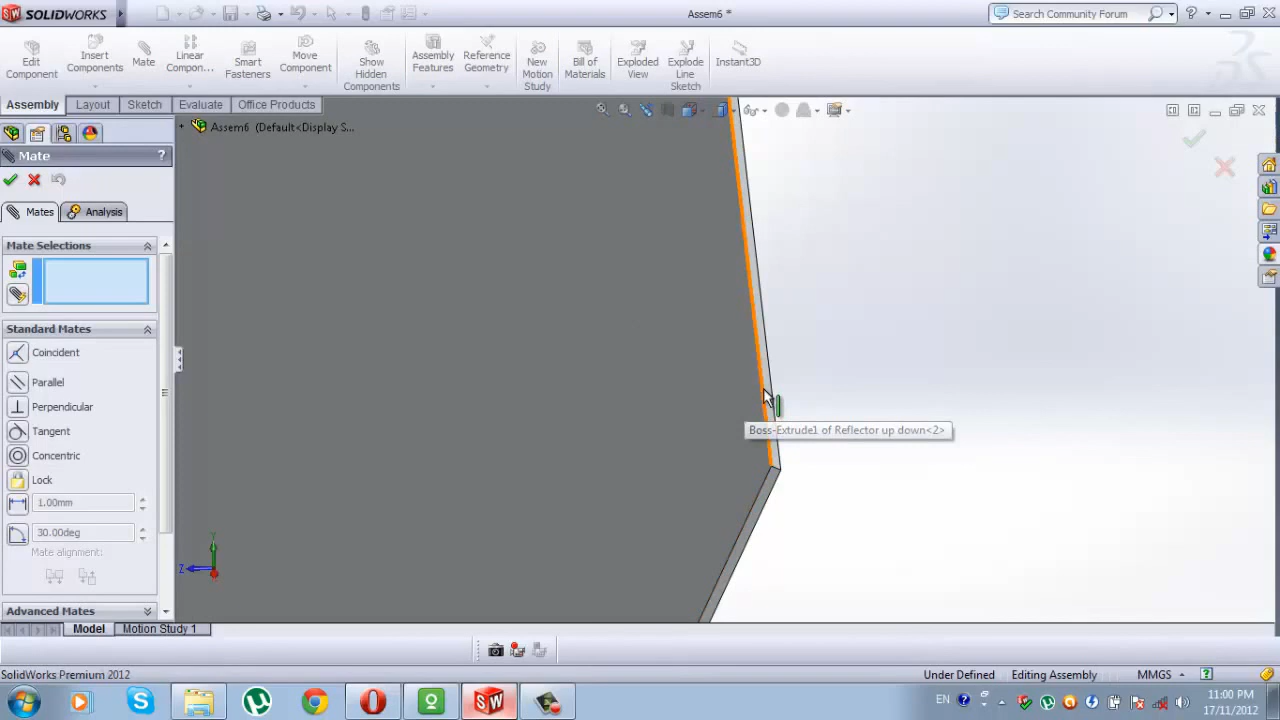 SOLIDWORKS
Assem6 *
Search Community Forum
Edit Component
Insert Components
Mate
Linear Compon...
Smart Fasteners
Move Component
Show Hidden Components
Assembly Features
Reference Geometry
New Motion Study
Bill of Materials
Exploded View
Explode Line Sketch
Instant3D
Assembly
Layout
Sketch
Evaluate
Office Products
Assem6 (Default<Display S...
Mate
?
Mates
Analysis
Mate Selections
Standard Mates
Coincident
Parallel
Perpendicular
Tangent
Concentric
Lock
1.00mm
30.00deg
Mate alignment:
Advanced Mates
Boss-Extrude1 of Reflector up down<2>
Y
Z
Model
Motion Study 1
SolidWorks Premium 2012
Under Defined
Editing Assembly
MMGS
EN
11:00 PM
17/11/2012